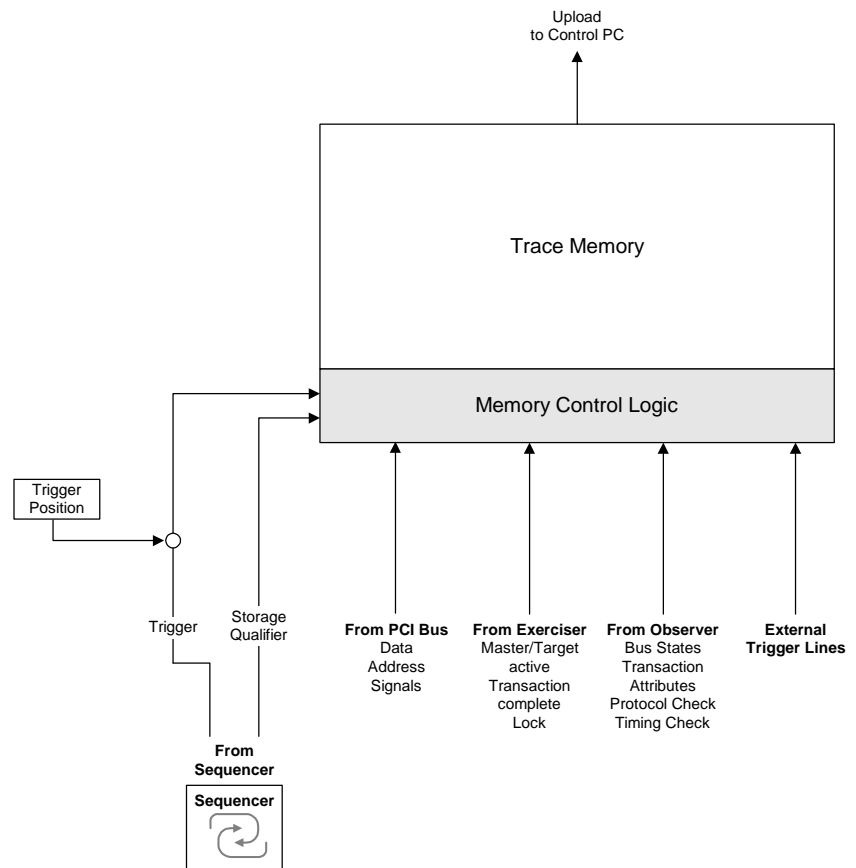 Upload
to Control PC
Trace Memory
Memory Control Logic
Trigger
Position
Trigger
Storage
Qualifier
From PCI Bus
Data
Address
Signals
From Exerciser
Master/Target
active
Transaction
complete
Lock
From Observer
Bus States
Transaction
Attributes
Protocol Check
Timing Check
External
Trigger Lines
From
Sequencer
Sequencer